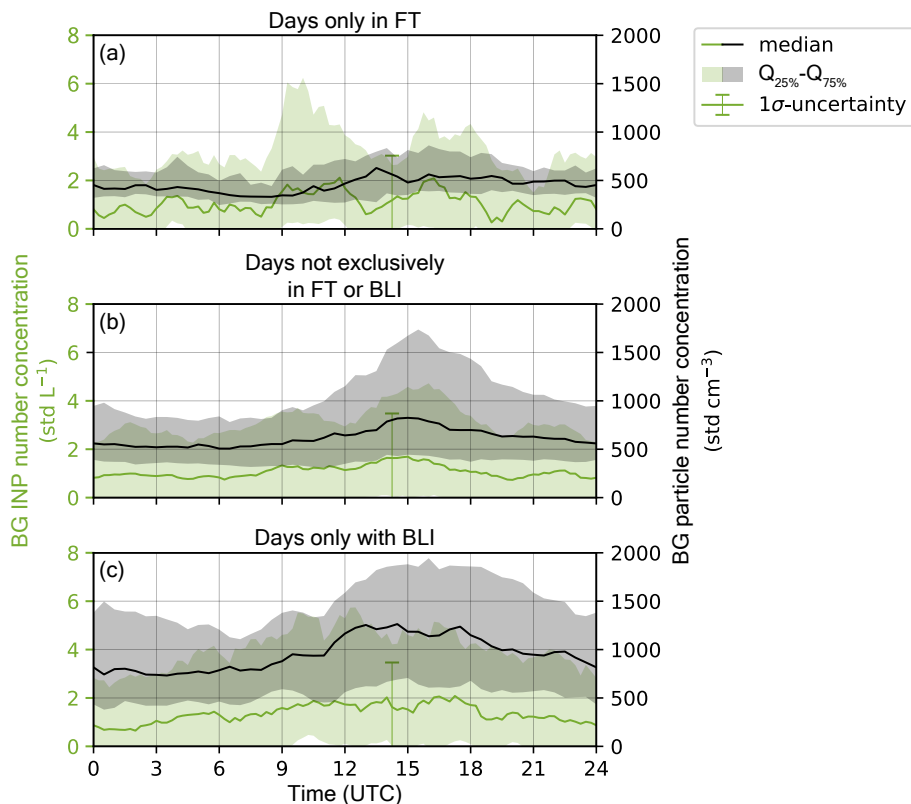 Days only in FT
(a)
8
6
4
2
0
2000
1500
1000
500
0
median
Q25%-Q75%
1σ-uncertainty
Days not exclusively
in FT or BLI
(b)
8
6
4
2
0
2000
1500
1000
500
0
BG INP number concentration
(std L−1)
BG particle number concentration
(std cm−3)
Days only with BLI
(c)
8
6
4
2
0
2000
1500
1000
500
0
0 3 6 9 12 15 18 21 24
Time (UTC)